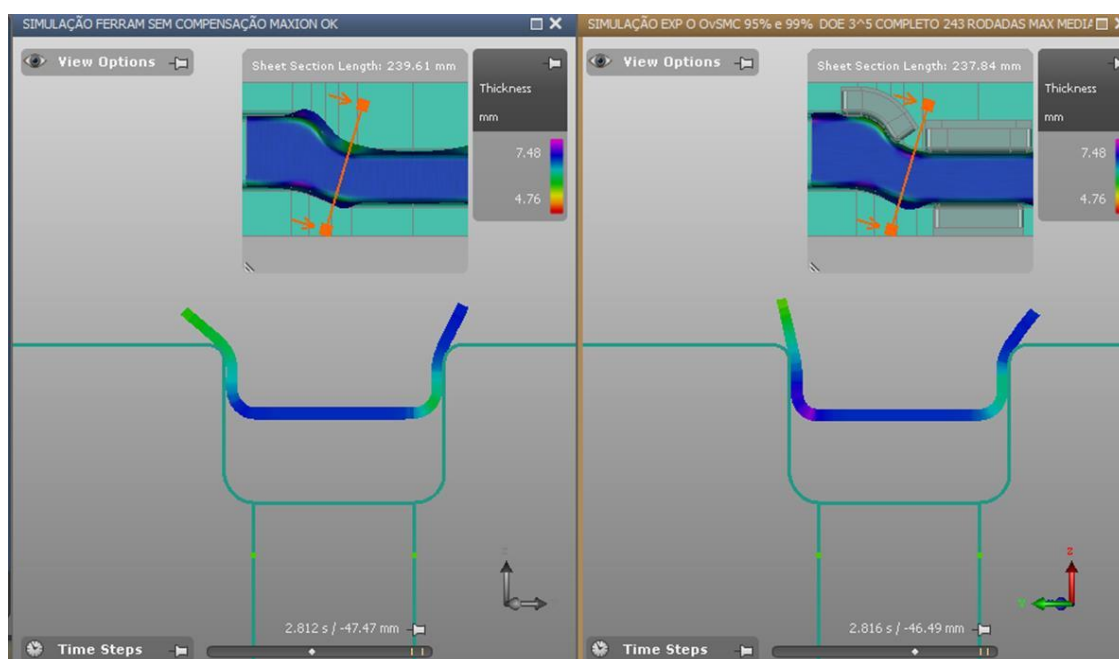 SIMULAÇÃO FERRAM SEM COMPENSAÇÃO MAXION OK
View Options
Sheet Section Length: 239.61 mm
Thickness
mm
7.48
4.76
2.812 s / -47.47 mm
Time Steps
SIMULAÇÃO EXP O OvSMC 95% e 99% DOE 3^5 COMPLETO 243 RODADAS MAX MEDIA
View Options
Sheet Section Length: 237.84 mm
Thickness
mm
7.48
4.76
z
Y
2.816 s / -46.49 mm
Time Steps